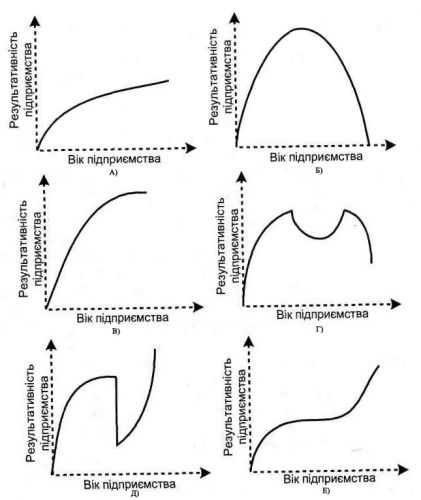 Результативність
підприємства
Вік підприємства
А)
Результативність
підприємства
Вік підприємства
Б)
Результативність
підприємства
Вік підприємства
В)
Результативність
підприємства
Вік підприємства
Г)
Результативність
підприємства
Вік підприємства
Д)
Результативність
підприємства
Вік підприємства
Е)